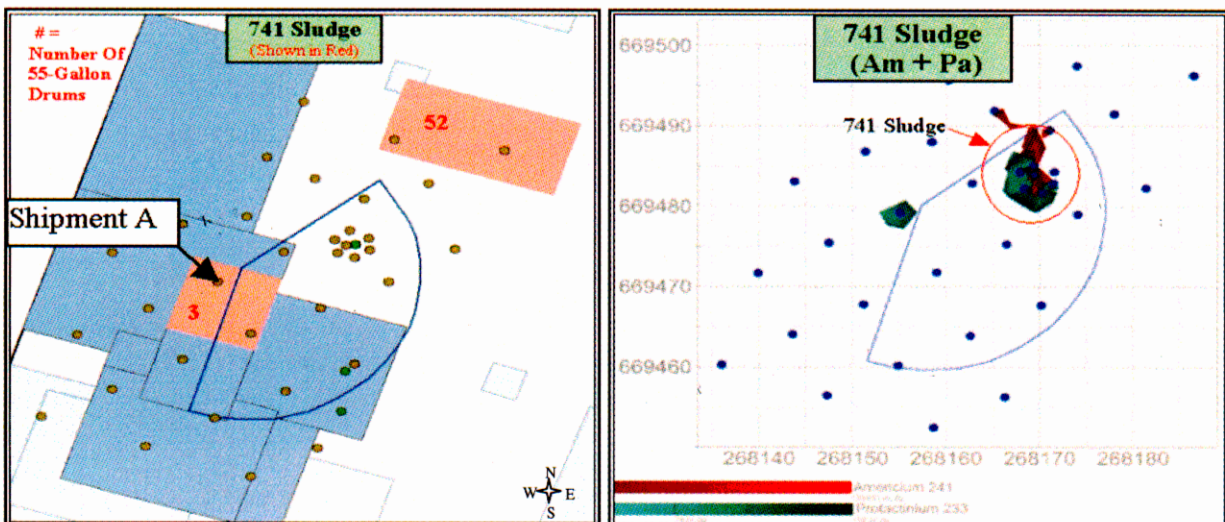 # =
Number Of
55-Gallon
Drums
741 Sludge
(Shown in Red)
52
Shipment A
3
N
W E
S
741 Sludge
(Am + Pa)
741 Sludge
669500
669490
669480
669470
669460
268140 268150 268160 268170 268180
Americium 241
Protactinium 233